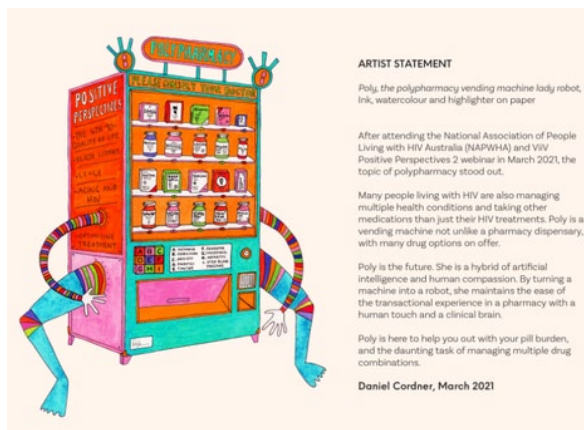 POLYPHARMACY
POSITIVE
PERSPECTIVES
ARTIST STATEMENT
Poly, the polypharmacy vending machine lady robot,
Ink, watercolour and highlighter on paper
After attending the National Association of People
Living with HIV Australia (NAPWHA) and ViiV
Positive Perspectives 2 webinar in March 2021, the
topic of polypharmacy stood out.
Many people living with HIV are also managing
multiple health conditions and taking other
medications than just their HIV treatments. Poly is a
vending machine not unlike a pharmacy dispensary,
with many drug options on offer.
Poly is the future. She is a hybrid of artificial
intelligence and human compassion. By turning a
machine into a robot, she maintains the ease of
the transactional experience in a pharmacy with a
human touch and a clinical brain.
Poly is here to help you out with your pill burden,
and the daunting task of managing multiple drug
combinations.
Daniel Cordner, March 2021